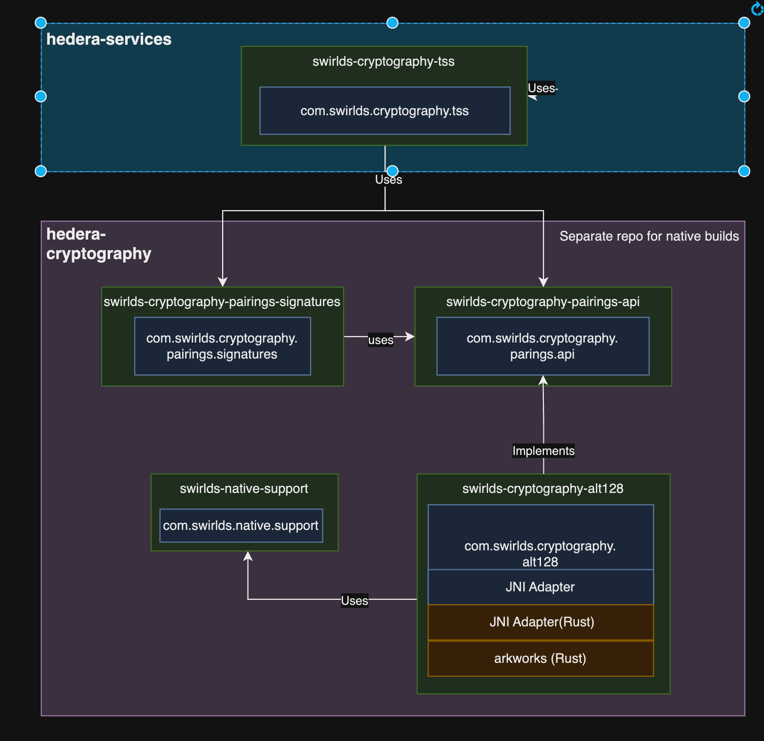 hedera-services
swirlds-cryptography-tss
com.swirlds.cryptography.tss
Uses-
Uses
hedera-
cryptography
Separate repo for native builds
swirlds-cryptography-pairings-signatures
com.swirlds.cryptography.
pairings.signatures
uses
swirlds-cryptography-pairings-api
com.swirlds.cryptography.
parings.api
Implements
swirlds-native-support
com.swirlds.native.support
Uses
swirlds-cryptography-alt128
com.swirlds.cryptography.
alt128
JNI Adapter
JNI Adapter(Rust)
arkworks (Rust)